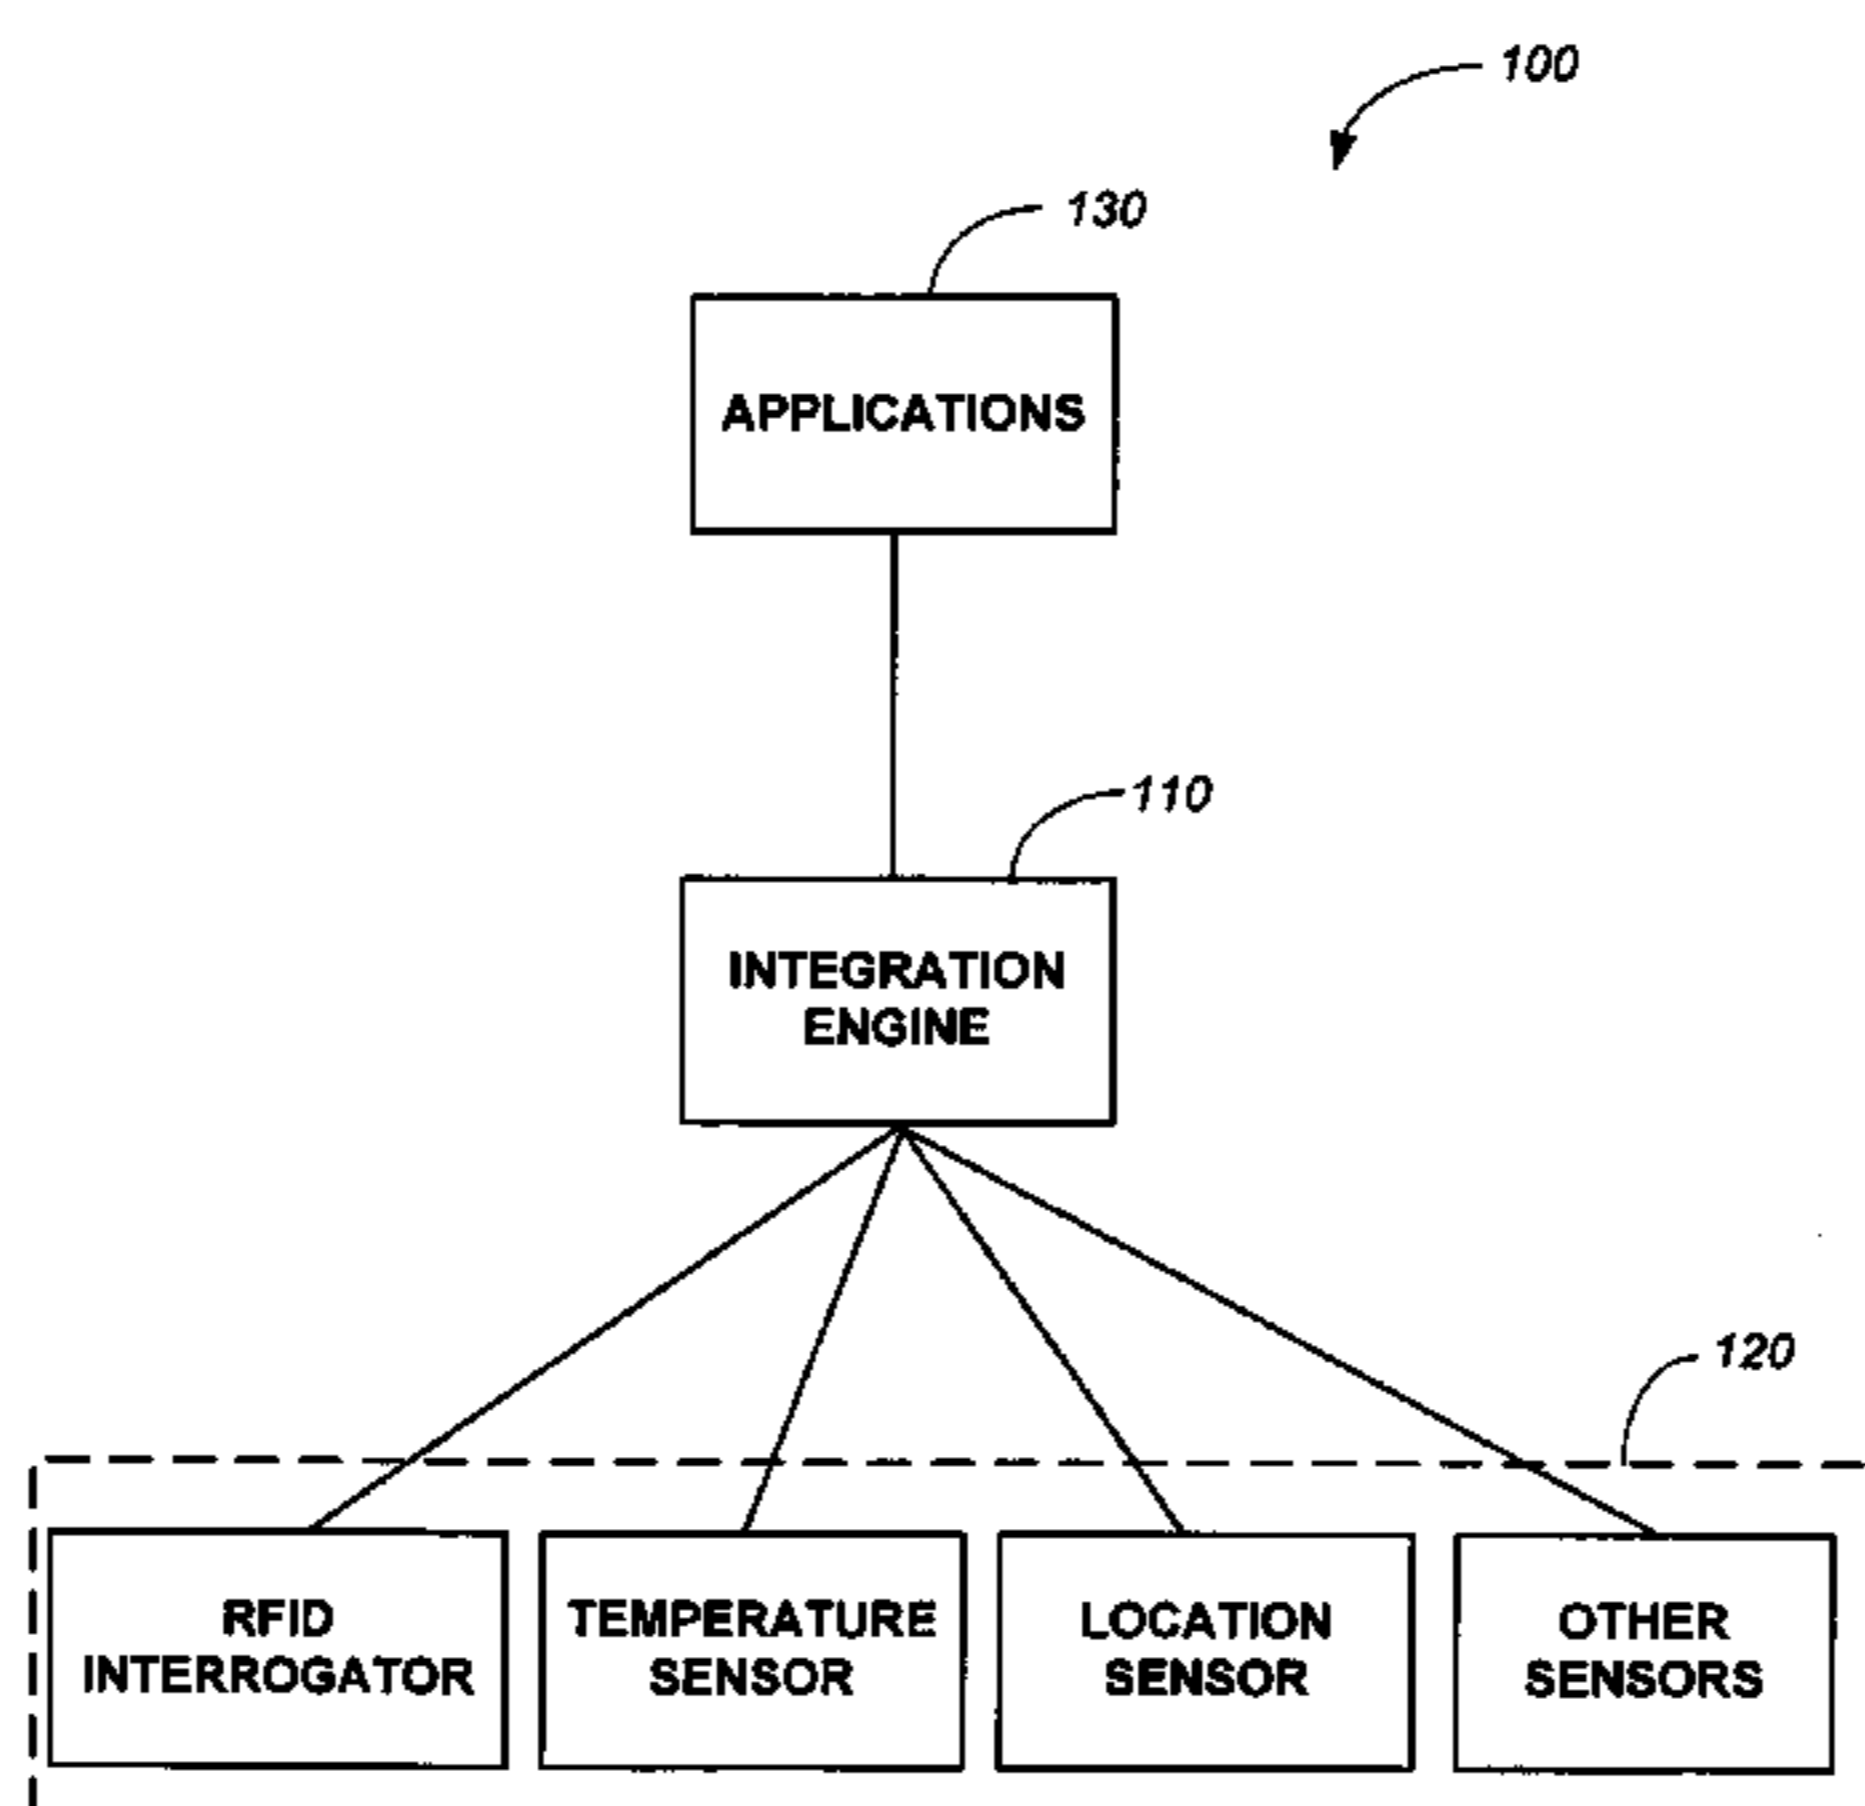 100
130
APPLICATIONS
110
INTEGRATION
ENGINE
120
RFID
INTERROGATOR
TEMPERATURE
SENSOR
LOCATION
SENSOR
OTHER
SENSORS